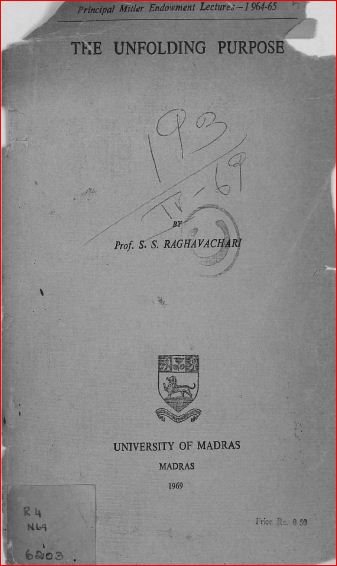 Principal Miller Endowment Lectures—1964-65
THE UNFOLDING PURPOSE
193
IV-69
BY
Prof. S. S. RAGHAVACHARI
UNIVERSITY OF MADRAS
MADRAS
1969
Price Rs. 0 50
R4
N69
6203